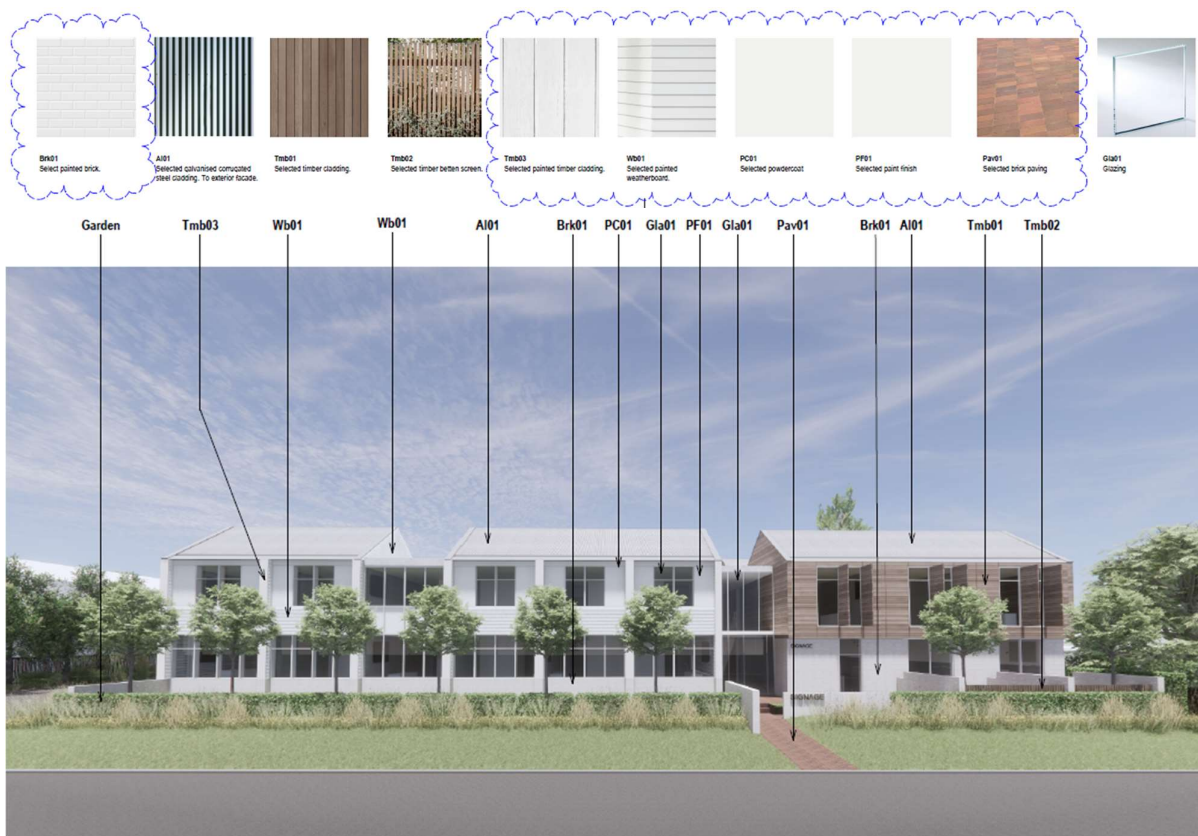 Brk01
Select painted brick.
Al01
Selected galvanised corrugated
steel cladding. To exterior facade.
Tmb01
Selected timber cladding.
Tmb02
Selected timber betten screen.
Tmb03
Selected painted timber cladding.
Wb01
Selected painted
weatherboard.
PC01
Selected powdercoat
PF01
Selected paint finish
Pav01
Selected brick paving
Gla01
Glazing
Garden
Tmb03
Wb01
Wb01
Al01
Brk01
PC01
Gla01
PF01
Gla01
Pav01
Brk01
Al01
Tmb01
Tmb02
SIGNAGE
SIGNAGE